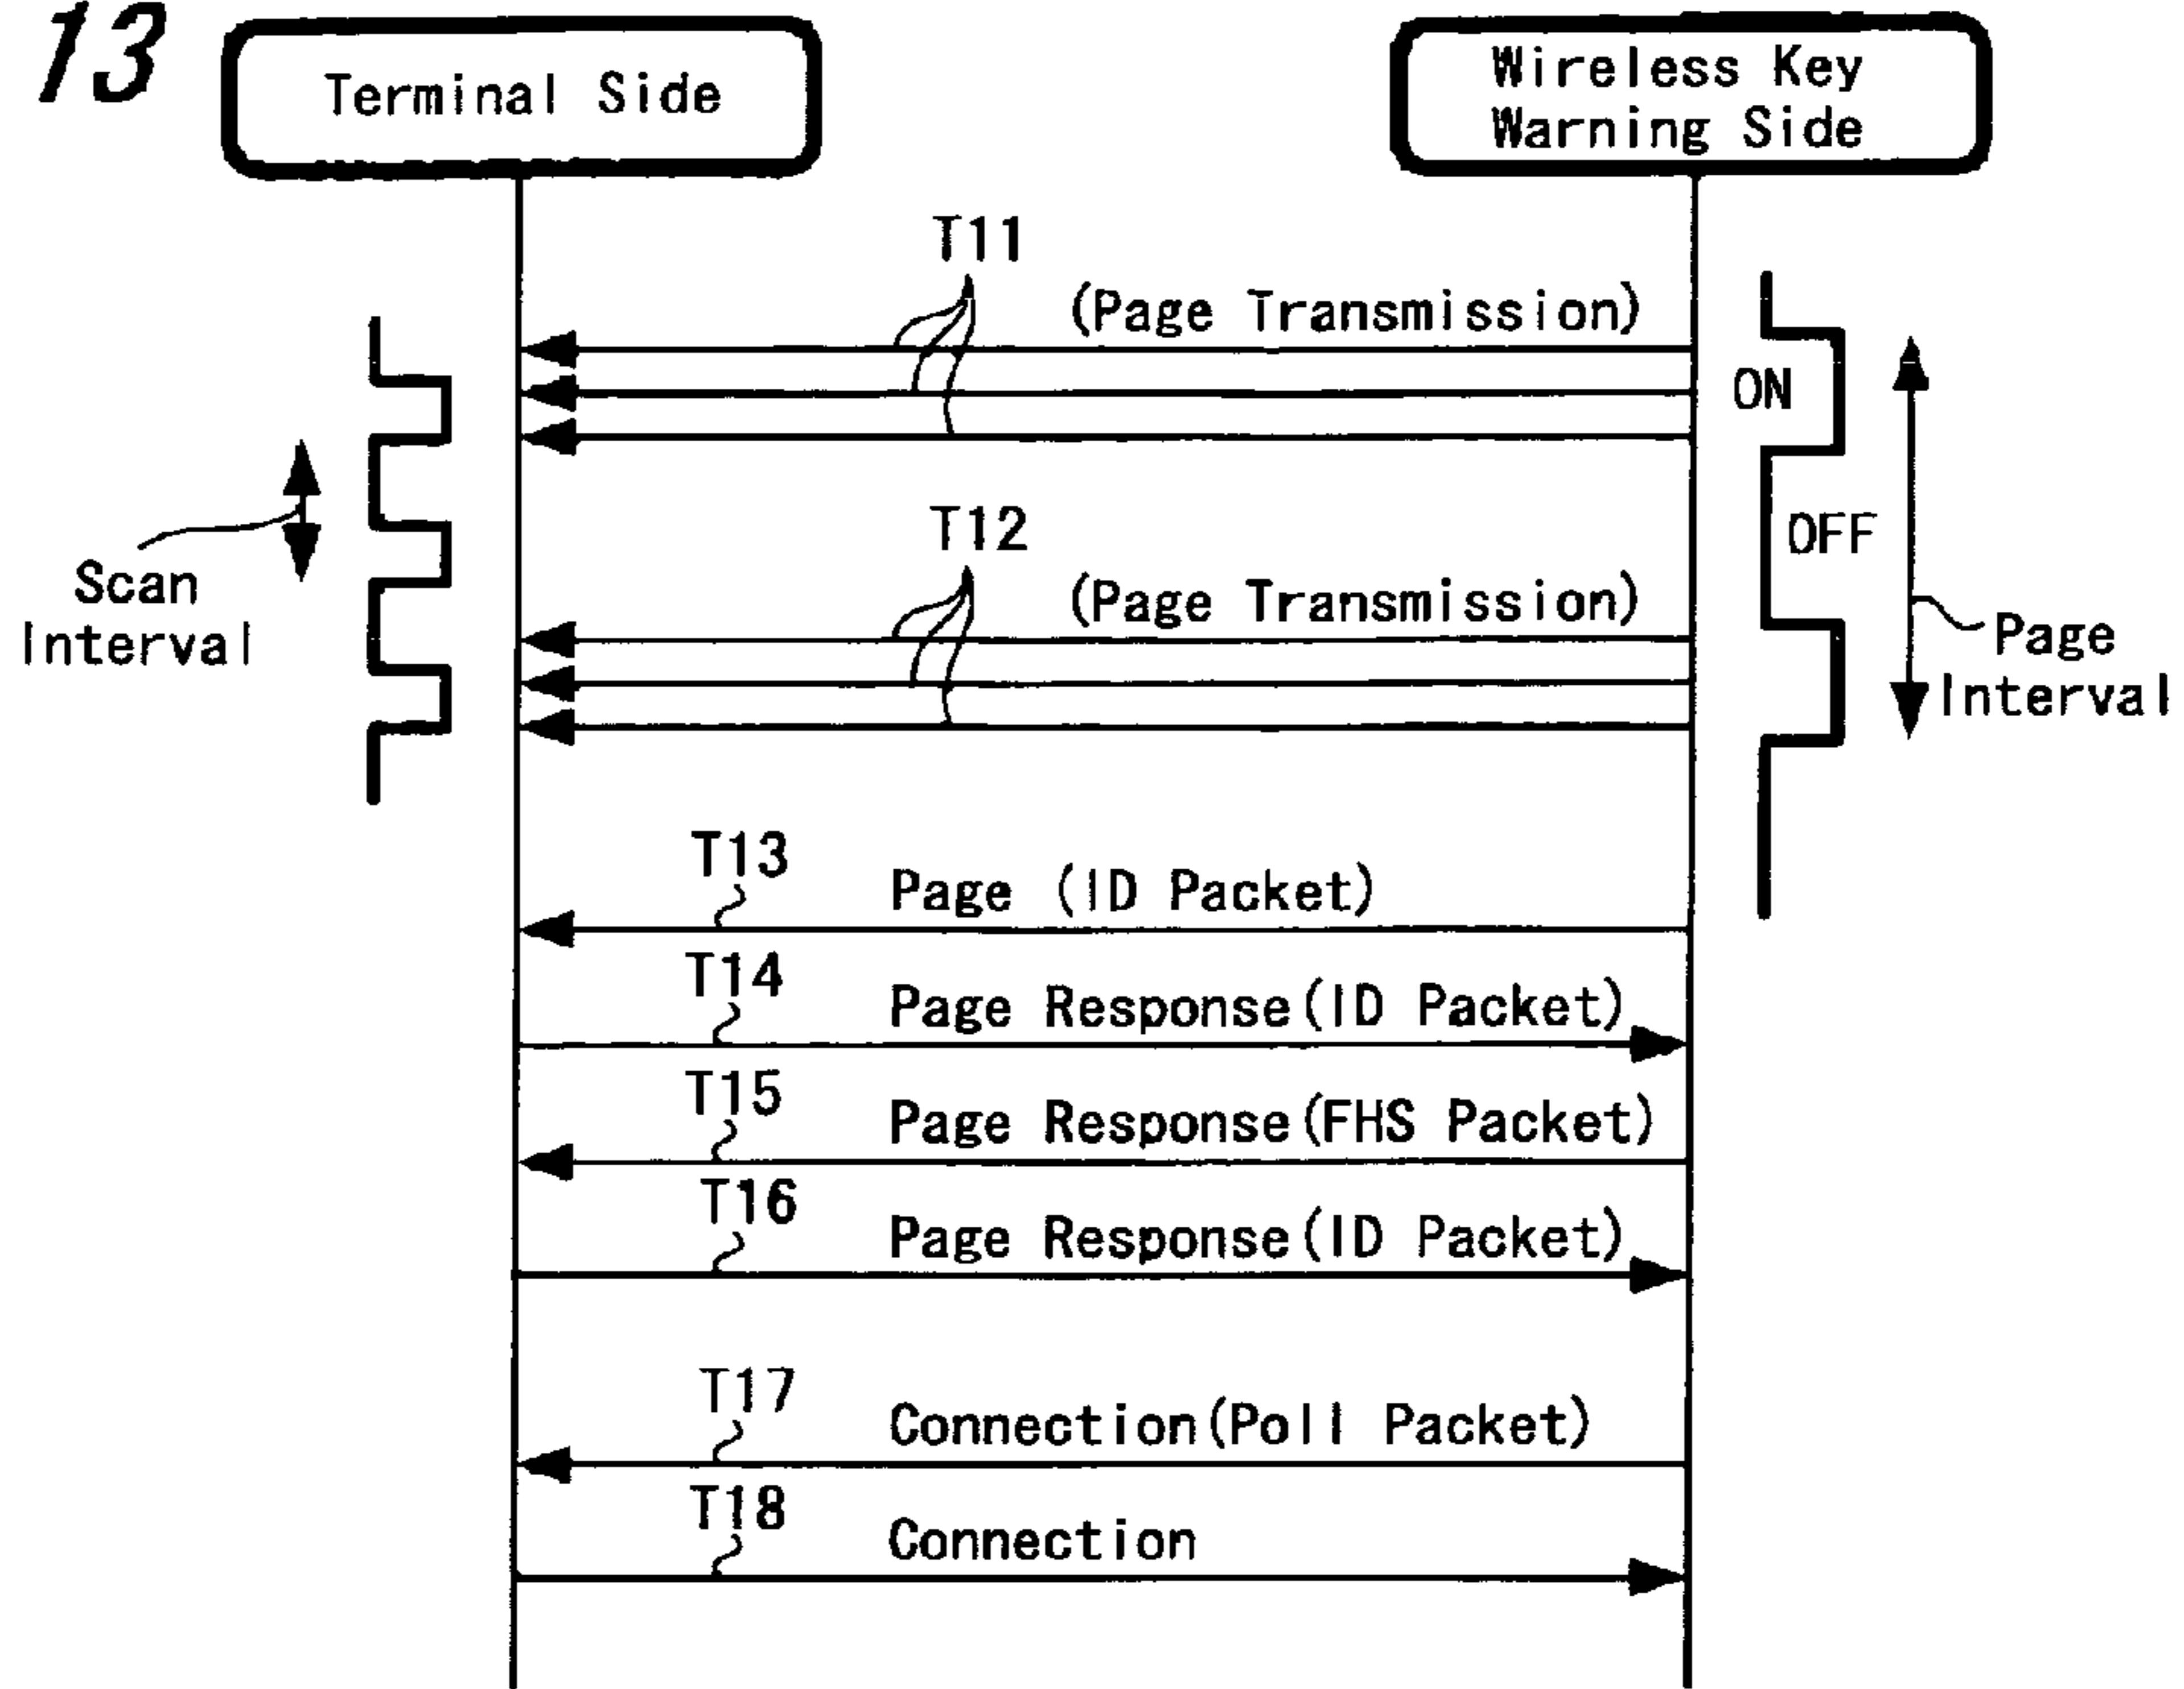 13
Terminal Side
Wireless Key
Warning Side
T11
(Page Transmission)
ON
Scan
Interval
OFF
T12
(Page Transmission)
Page
Interval
T13
Page (ID Packet)
T14
Page Response(ID Packet)
T15
Page Response(FHS Packet)
T16
Page Response(ID Packet)
T17
Connection(Poll Packet)
T18
Connection